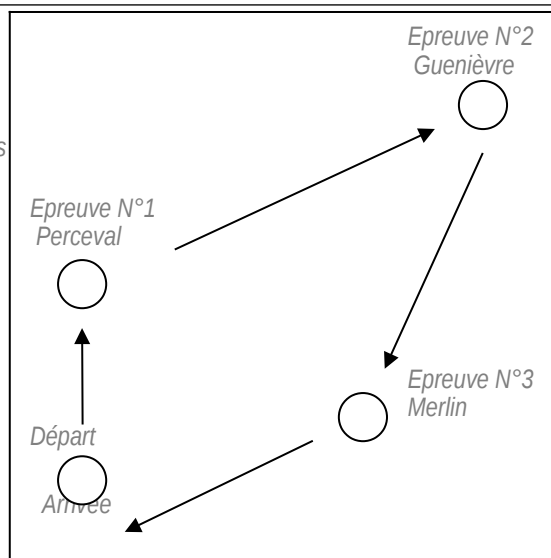 Epreuve N°2
Guenièvre
s
Epreuve N°1
Perceval
Epreuve N°3
Merlin
Départ
Arrivée